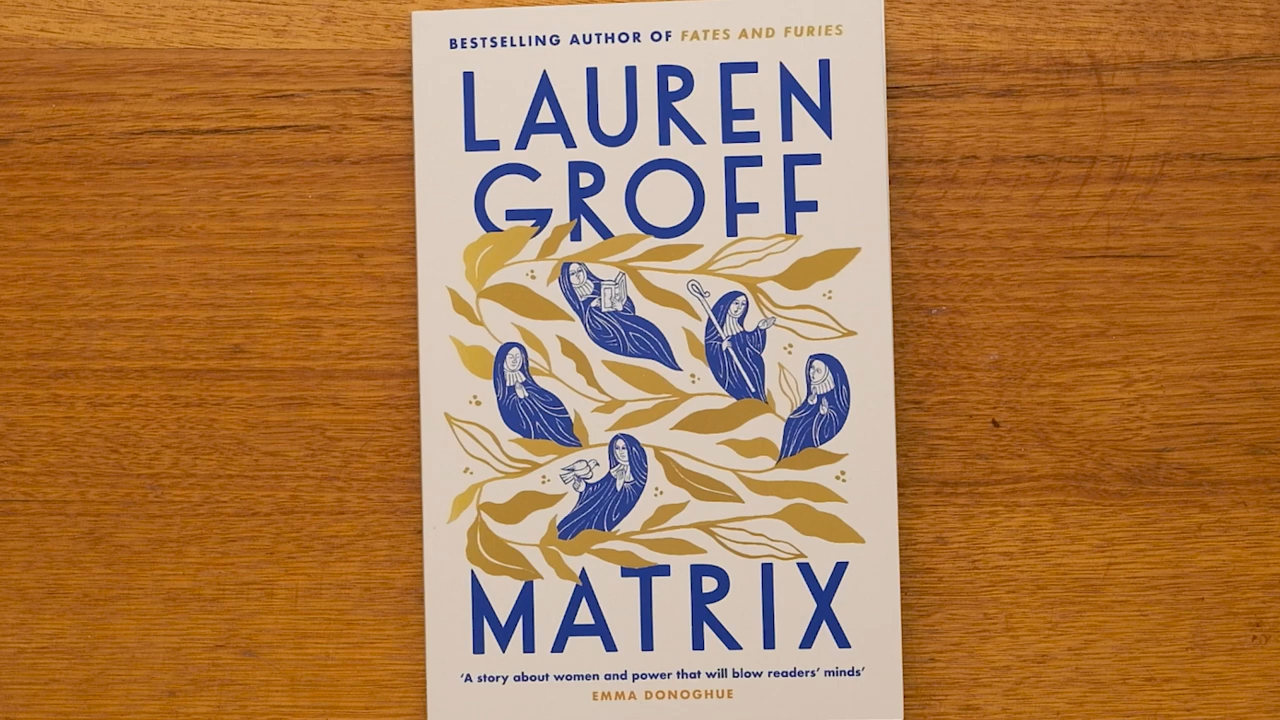 BESTSELLING AUTHOR OF FATES AND FURIES
LAUREN
GROFF
MATRIX
‘A story about women and power that will blow readers’ minds’
EMMA DONOGHUE